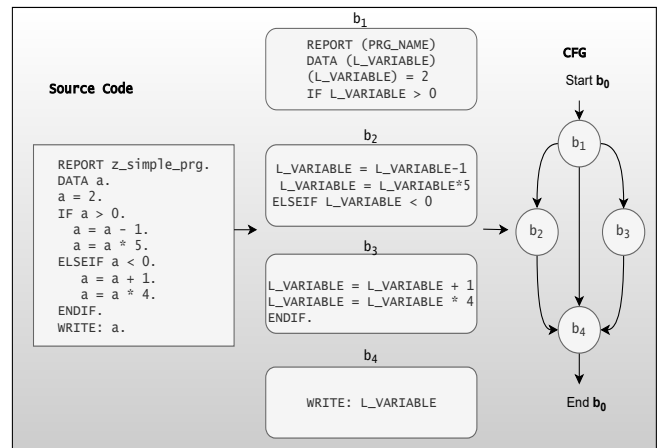 Source Code
REPORT z_simple_prg.
DATA a.
a = 2.
IF a > 0.
a = a - 1.
a = a * 5.
ELSEIF a < 0.
a = a + 1.
a = a * 4.
ENDIF.
WRITE: a.
b1
REPORT (PRG_NAME)
DATA (L_VARIABLE)
(L_VARIABLE) = 2
IF L_VARIABLE > 0
b2
L_VARIABLE = L_VARIABLE-1
L_VARIABLE = L_VARIABLE*5
ELSEIF L_VARIABLE < 0
b3
L_VARIABLE = L_VARIABLE + 1
L_VARIABLE = L_VARIABLE * 4
ENDIF.
b4
WRITE: L_VARIABLE
CFG
Start b0
b1
b2
b3
b4
End b0